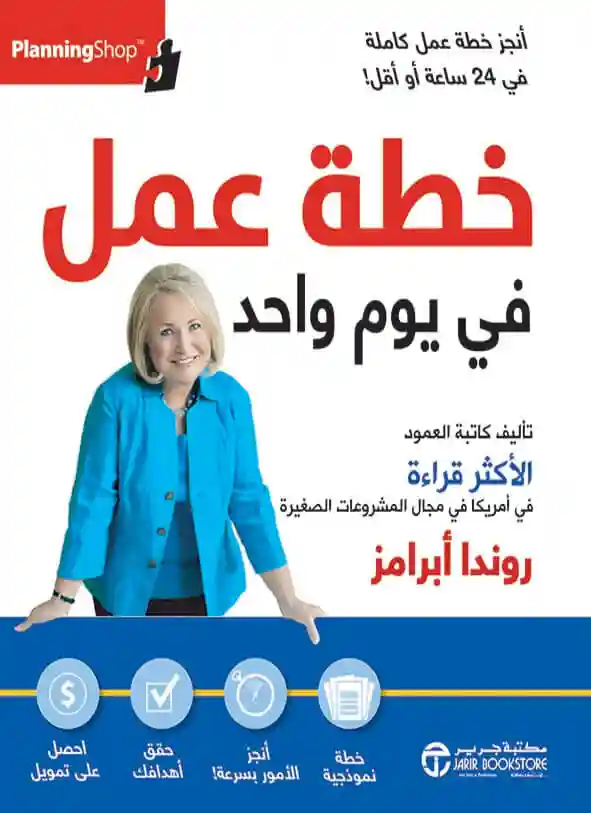 PlanningShop™
أنجز خطة عمل كاملة
في 24 ساعة أو أقل!
خطة عمل
في يوم واحد
تأليف كاتبة العمود
الأكثر قراءة
في أمريكا في مجال المشروعات الصغيرة
روندا أبرامز
خطة
نموذجية
أنجز
الأمور بسرعة!
حقق
أهدافك
احصل
على تمويل
$
مكتبة جرير
JARIR BOOKSTORE